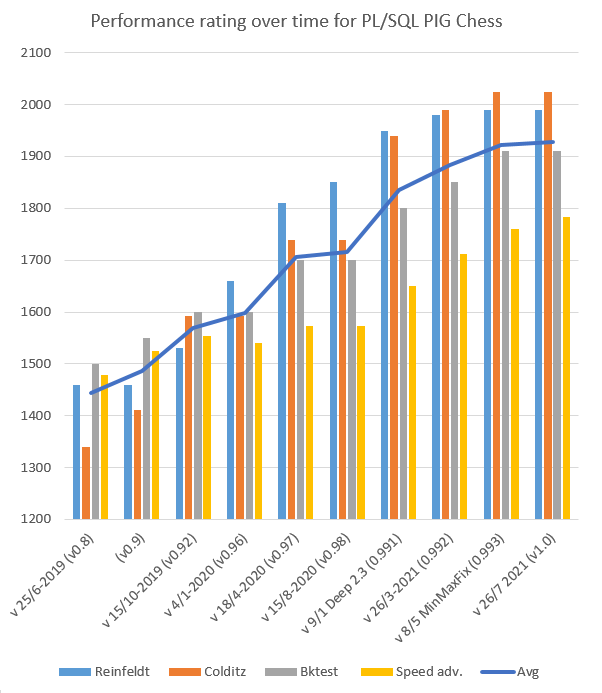 Performance rating over time for PL/SQL PIG Chess
2100
2000
1900
1800
1700
1600
1500
1400
1300
1200
v 25/6-2019 (v0.8)
(v0.9)
v 15/10-2019 (v0.92)
v 4/1-2020 (v0.96)
v 18/4-2020 (v0.97)
v 15/8-2020 (v0.98)
v 9/1 Deep 2.3 (0.991)
v 26/3-2021 (0.992)
v 8/5 MinMaxFix (0.993)
v 26/7 2021 (v1.0)
Reinfeldt Colditz Bktest Speed adv. Avg